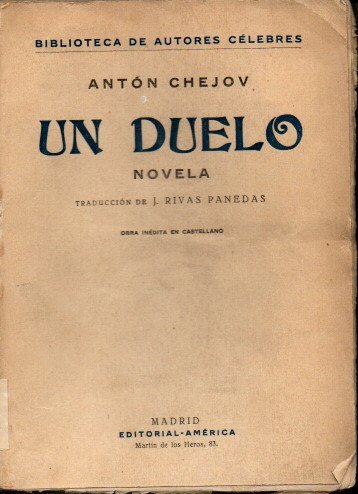 BIBLIOTECA DE AUTORES CÉLEBRES
ANTÓN CHEJOV
UN DUELO
NOVELA
TRADUCCIÓN DE J. RIVAS PANEDAS
OBRA INÉDITA EN CASTELLANO
MADRID
EDITORIAL-AMÉRICA
Martín de los Heros, 83.